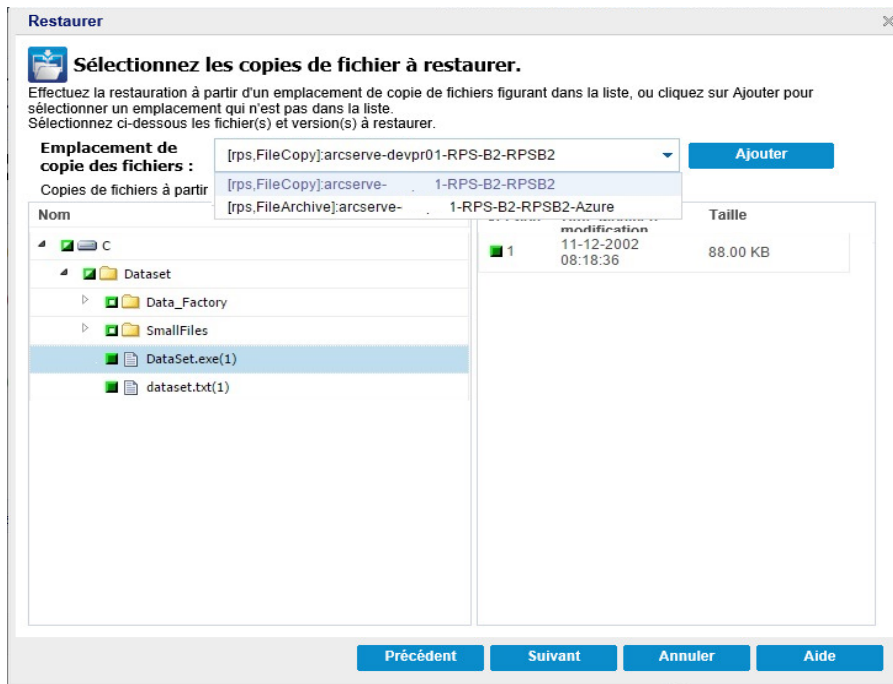 Restaurer
Sélectionnez les copies de fichier à restaurer.
Effectuez la restauration à partir d'un emplacement de copie de fichiers figurant dans la liste, ou cliquez sur Ajouter pour
sélectionner un emplacement qui n'est pas dans la liste.
Sélectionnez ci-dessous les fichier(s) et version(s) à restaurer.
Emplacement de
copie des fichiers :
[rps,FileCopy]:arcserve-devpr01-RPS-B2-RPSB2
Ajouter
[rps,FileCopy]:arcserve- . 1-RPS-B2-RPSB2
[rps,FileArchive]:arcserve- . 1-RPS-B2-RPSB2-Azure
Copies de fichiers à partir
Nom
modification
Taille
C
Dataset
Data_Factory
SmallFiles
DataSet.exe(1)
dataset.txt(1)
1
11-12-2002
08:18:36
88.00 KB
Précédent
Suivant
Annuler
Aide